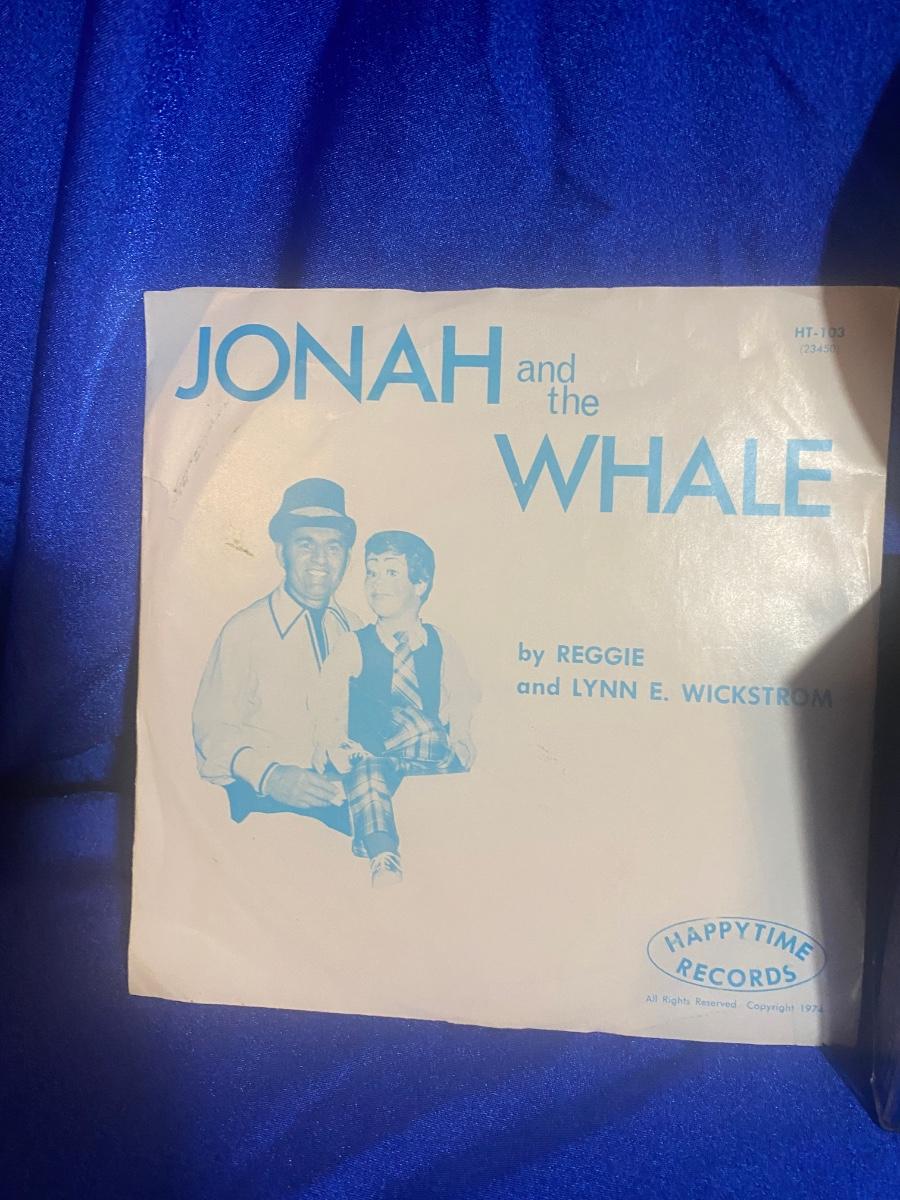 JONAH and
the
WHALE
HT-103
(23450)
by REGGIE
and LYNN E. WICKSTROM
HAPPYTIME
RECORDS
All Rights Reserved Copyright 1974